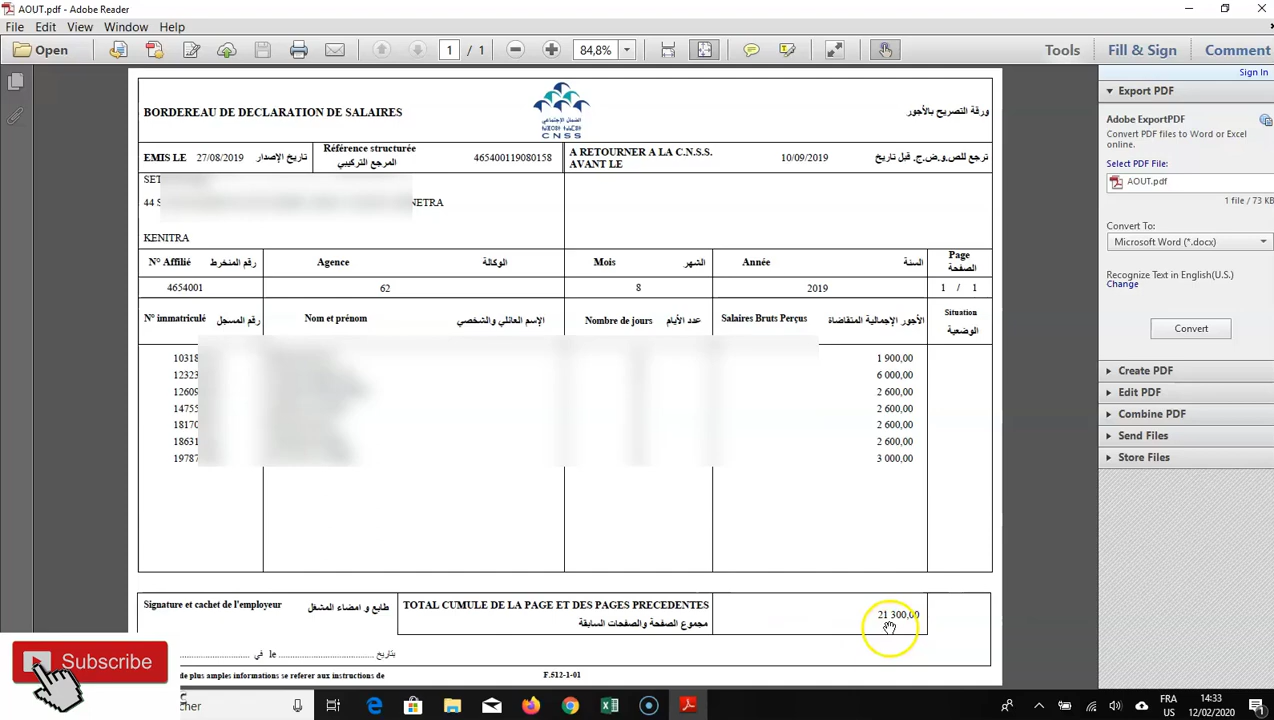 AOUT.pdf - Adobe Reader
File Edit View Window Help
Open 1 / 1 84,8% Tools Fill & Sign Comment
Sign In
BORDEREAU DE DECLARATION DE SALAIRES
ورقة التصريح بالأجور
الضمان الإجتماعي
CNSS
EMIS LE 27/08/2019 تاريخ الإصدار
Référence structurée
المرجع التركيبي
465400119080158
A RETOURNER A LA C.N.S.S.
AVANT LE
10/09/2019
ترجع للص.و.ض.ج. قبل تاريخ
SET
44 S NETRA
KENITRA
N° Affilié رقم المنخرط Agence الوكالة Mois الشهر Année السنة Page الصفحة
4654001 62 8 2019 1 / 1
N° immatriculé رقم المسجل Nom et prénom الإسم العائلي والشخصي Nombre de jours عدد الأيام Salaires Bruts Perçus الأجور الإجمالية المتقاضاة Situation الوضعية
10318 1 900,00
12323 6 000,00
12609 2 600,00
14755 2 600,00
18170 2 600,00
18631 2 600,00
19787 3 000,00
Signature et cachet de l'employeur طابع و امضاء المشغل
TOTAL CUMULE DE LA PAGE ET DES PAGES PRECEDENTES
مجموع الصفحة والصفحات السابقة
21 300,00
في le بتاريخ
de plus amples informations se referer aux instructions de
F.512-1-01
Export PDF
Adobe ExportPDF
Convert PDF files to Word or Excel
online.
Select PDF File:
AOUT.pdf
1 file / 73 KB
Convert To:
Microsoft Word (*.docx)
Recognize Text in English(U.S.)
Change
Convert
Create PDF
Edit PDF
Combine PDF
Send Files
Store Files
Subscribe
cher
FRA
US
14:33
12/02/2020